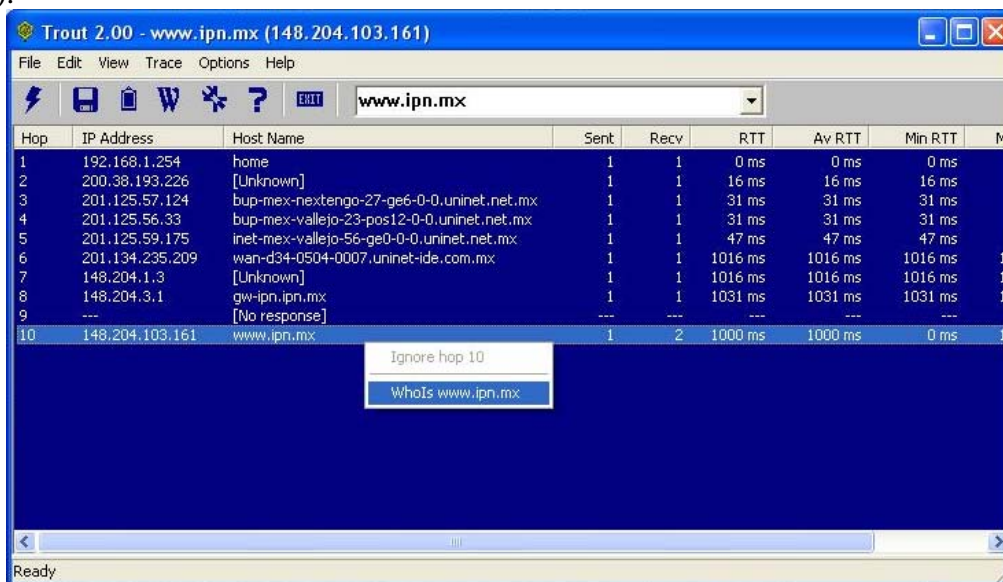 ).
Trout 2.00 - www.ipn.mx (148.204.103.161)
File Edit View Trace Options Help
W ? EXIT www.ipn.mx
Hop IP Address Host Name Sent Recv RTT Av RTT Min RTT M
1 192.168.1.254 home 1 1 0 ms 0 ms 0 ms
2 200.38.193.226 [Unknown] 1 1 16 ms 16 ms 16 ms
3 201.125.57.124 bup-mex-nextengo-27-ge6-0-0.uninet.net.mx 1 1 31 ms 31 ms 31 ms
4 201.125.56.33 bup-mex-vallejo-23-pos12-0-0.uninet.net.mx 1 1 31 ms 31 ms 31 ms
5 201.125.59.175 inet-mex-vallejo-56-ge0-0-0.uninet.net.mx 1 1 47 ms 47 ms 47 ms
6 201.134.235.209 wan-d34-0504-0007.uninet-ide.com.mx 1 1 1016 ms 1016 ms 1016 ms 1
7 148.204.1.3 [Unknown] 1 1 1016 ms 1016 ms 1016 ms 1
8 148.204.3.1 gw-ipn.ipn.mx 1 1 1031 ms 1031 ms 1031 ms 1
9 --- [No response] --- --- --- --- ---
10 148.204.103.161 www.ipn.mx 1 2 1000 ms 1000 ms 0 ms 1
Ignore hop 10
WhoIs www.ipn.mx
Ready